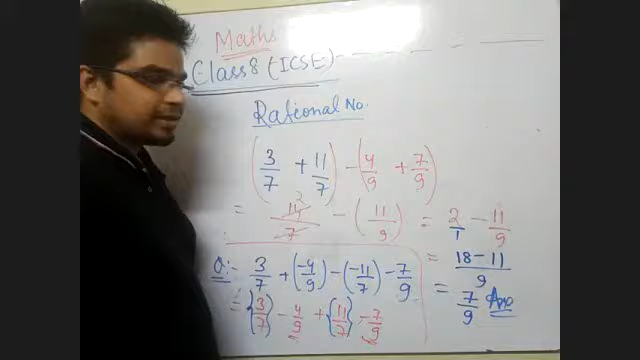 Maths
Class 8 (ICSE)
Rational No.
(3/7 + 11/7) - (4/9 + 7/9)
= 14/7 2 - (11/9) = 2/1 - 11/9
= 18-11/9
= 7/9 Ans
Q:- 3/7 + (-4/9) - (-11/7) - 7/9
= {3/7} - 4/9 + {11/7} - 7/9